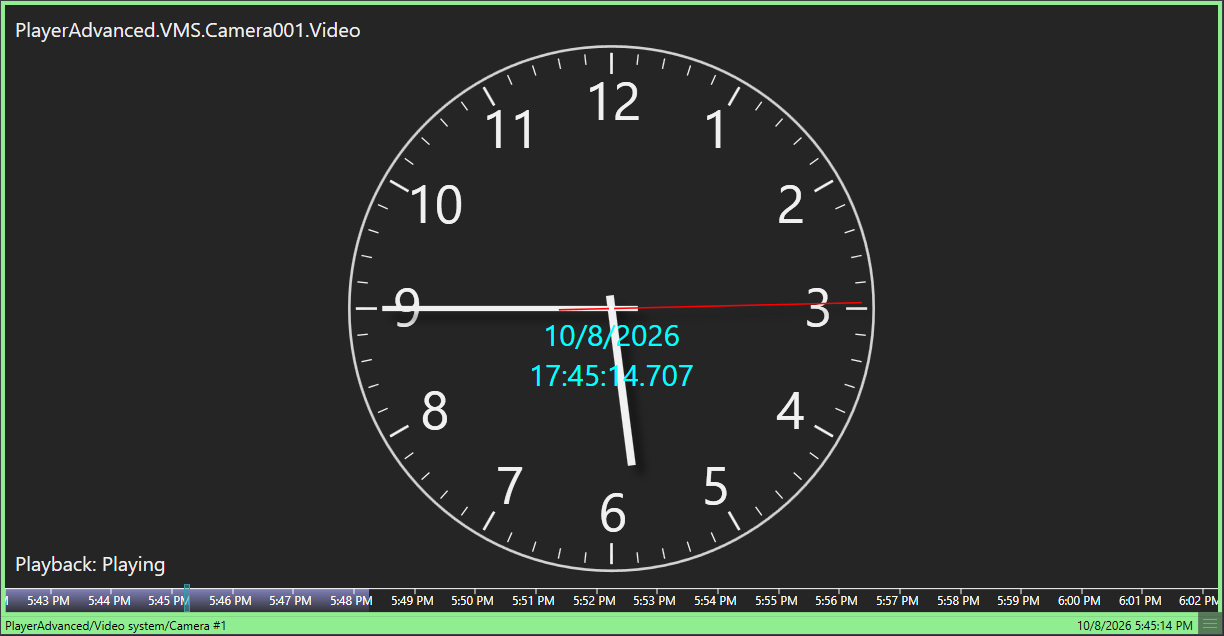 PlayerAdvanced.VMS.Camera001.Video
12
11 1
10 2
9 3
10/8/2026
17:45:14.707
8 4
7 5
6
Playback: Playing
5:43 PM 5:44 PM 5:45 PM 5:46 PM 5:47 PM 5:48 PM 5:49 PM 5:50 PM 5:51 PM 5:52 PM 5:53 PM 5:54 PM 5:55 PM 5:56 PM 5:57 PM 5:58 PM 5:59 PM 6:00 PM 6:01 PM 6:02 PM
PlayerAdvanced/Video system/Camera #1 10/8/2026 5:45:14 PM